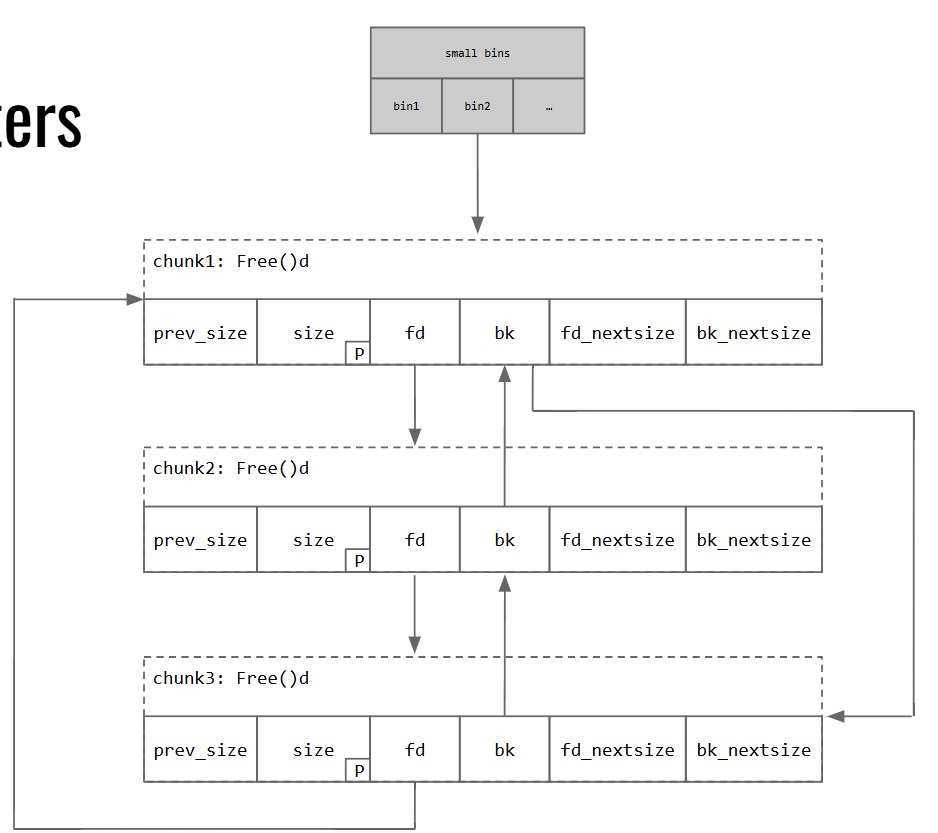 small bins
bin1 bin2 …
ters
chunk1: Free()d
prev_size size P fd bk fd_nextsize bk_nextsize
chunk2: Free()d
prev_size size P fd bk fd_nextsize bk_nextsize
chunk3: Free()d
prev_size size P fd bk fd_nextsize bk_nextsize